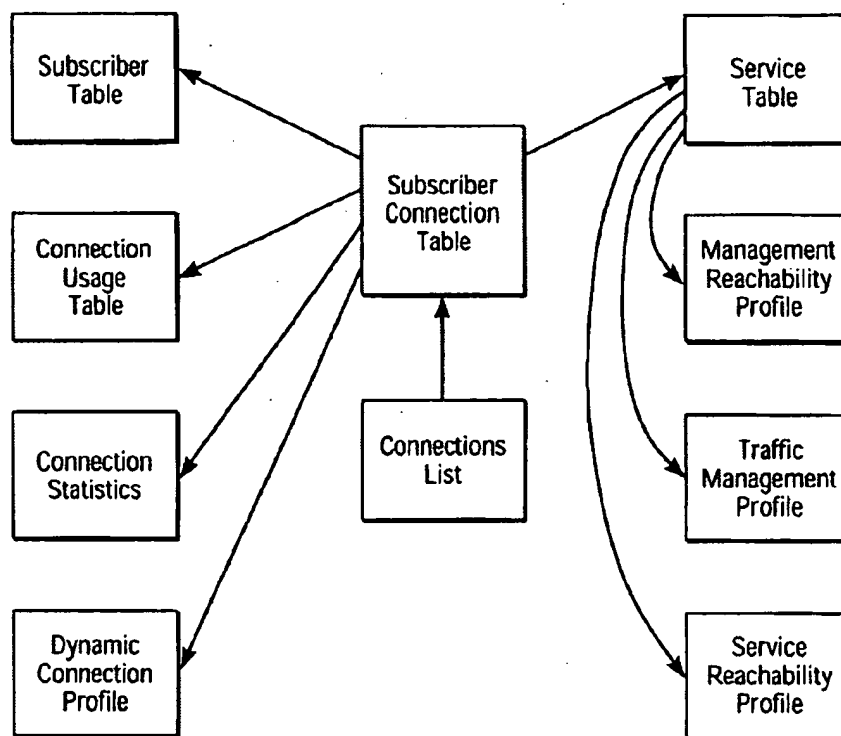 Subscriber
Table
Service
Table
Subscriber
Connection
Table
Connection
Usage
Table
Management
Reachability
Profile
Connection
Statistics
Connections
List
Traffic
Management
Profile
Dynamic
Connection
Profile
Service
Reachability
Profile